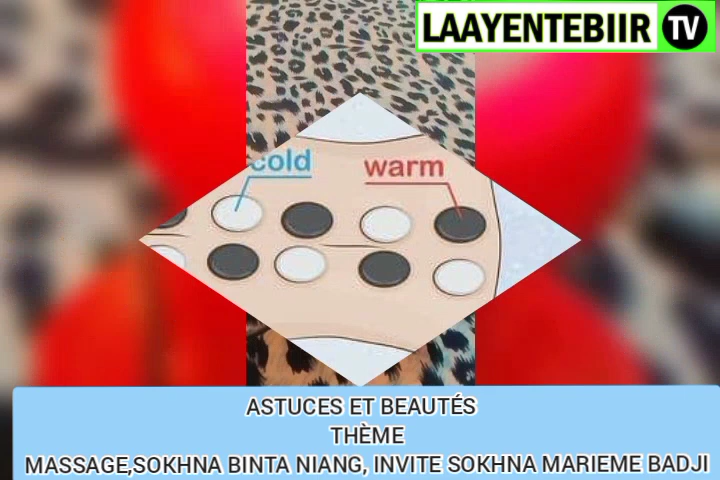 LAAYENTEBIIR TV
cold
warm
ASTUCES ET BEAUTÉS
THÈME
MASSAGE,SOKHNA BINTA NIANG, INVITE SOKHNA MARIEME BADJI